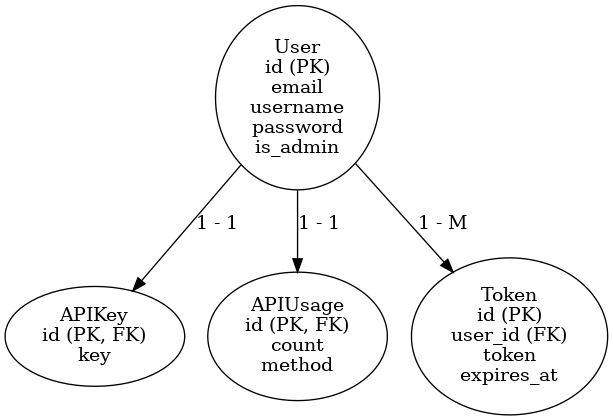 User
id (PK)
email
username
password
is_admin
1 - 1
1 - 1
1 - M
APIKey
id (PK, FK)
key
APIUsage
id (PK, FK)
count
method
Token
id (PK)
user_id (FK)
token
expires_at